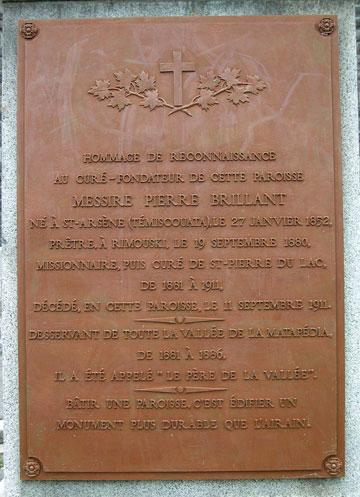 HOMMAGE DE RECONNAISSANCE
AU CURÉ-FONDATEUR DE CETTE PAROISSE
MESSIRE PIERRE BRILLANT
NÉ À ST-ARSÈNE (TÉMISCOUATA), LE 27 JANVIER 1852,
PRÊTRE, À RIMOUSKI, LE 19 SEPTEMBRE 1880,
MISSIONNAIRE, PUIS CURÉ DE ST-PIERRE DU LAC,
DE 1881 À 1911,
DÉCÉDÉ, EN CETTE PAROISSE, LE 11 SEPTEMBRE 1911.
DESSERVANT DE TOUTE LA VALLÉE DE LA MATAPÉDIA,
DE 1881 À 1886,
IL A ÉTÉ APPELÉ "LE PÈRE DE LA VALLÉE".
BÂTIR UNE PAROISSE, C'EST ÉDIFIER UN
MONUMENT PLUS DURABLE QUE L'AIRAIN.